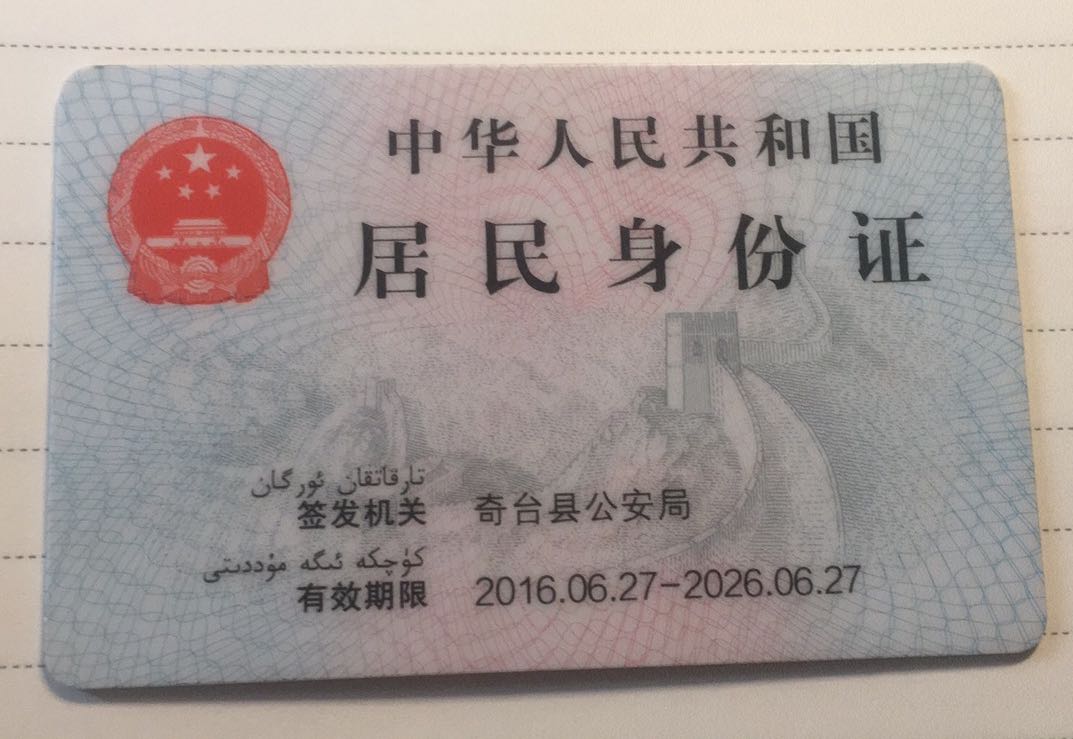 中华人民共和国
居民身份证
تارقاتقان ئورگان
签发机关 奇台县公安局
كۈچكە ئىگە مۇددىتى
有效期限 2016.06.27-2026.06.27